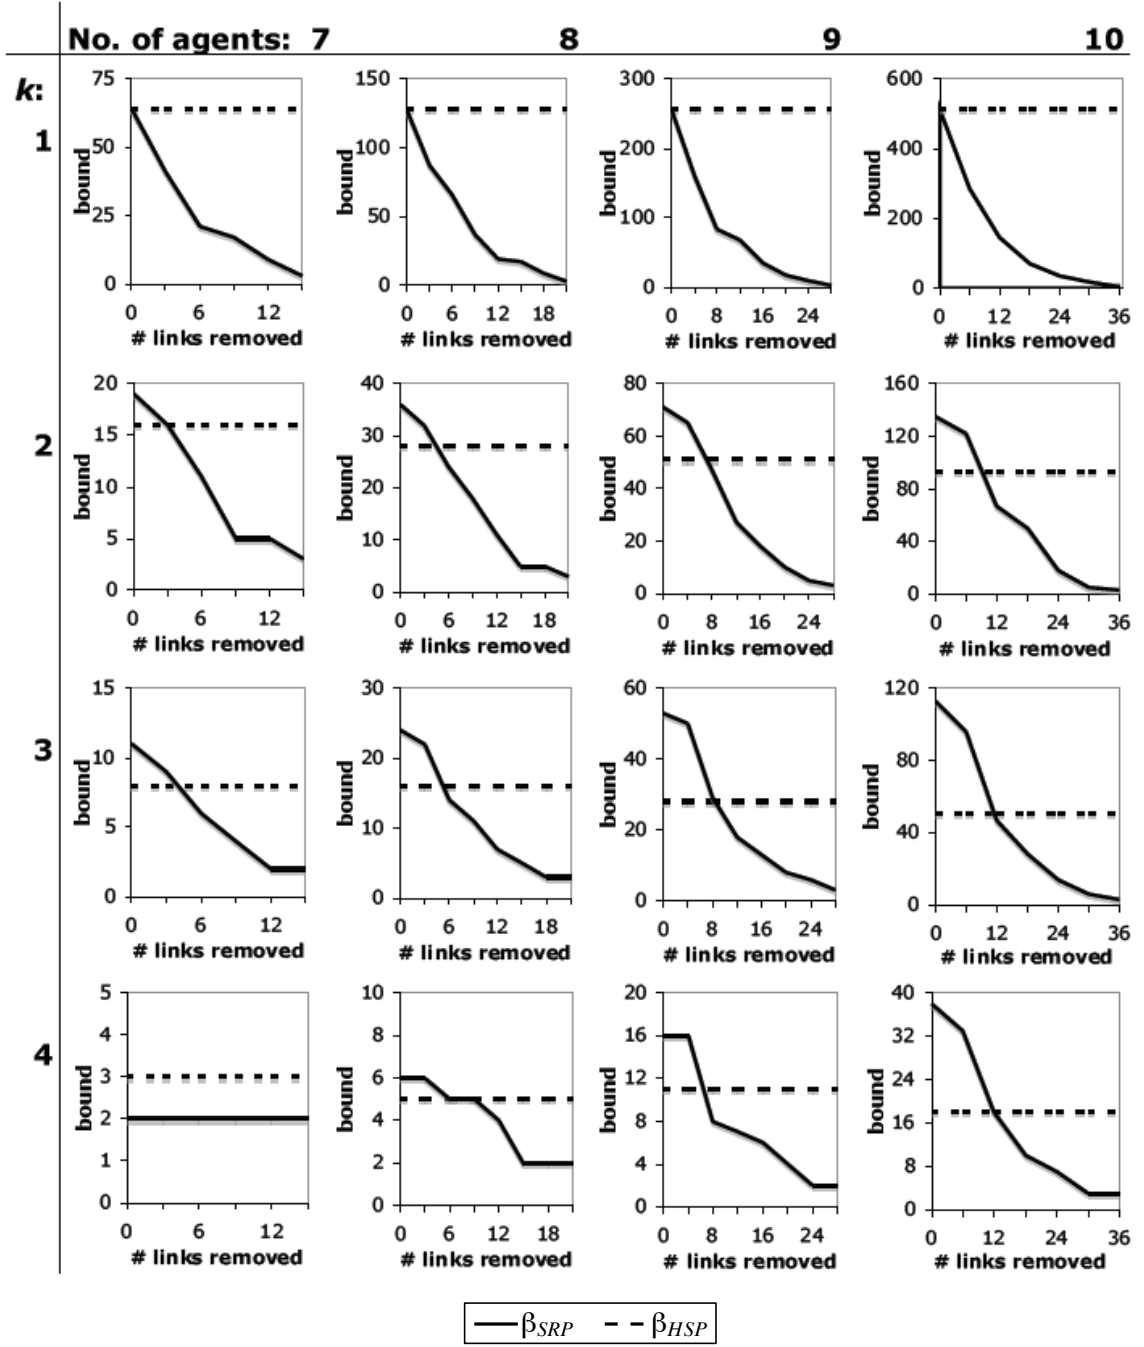 No. of agents: 7 8 9 10
k:
1
75 50 25 0
bound
0 6 12
# links removed
150 100 50 0
bound
0 6 12 18
# links removed
300 200 100 0
bound
0 8 16 24
# links removed
600 400 200 0
bound
0 12 24 36
# links removed
2
20 15 10 5 0
bound
0 6 12
# links removed
40 30 20 10 0
bound
0 6 12 18
# links removed
80 60 40 20 0
bound
0 8 16 24
# links removed
160 120 80 40 0
bound
0 12 24 36
# links removed
3
15 10 5 0
bound
0 6 12
# links removed
30 20 10 0
bound
0 6 12 18
# links removed
60 40 20 0
bound
0 8 16 24
# links removed
120 80 40 0
bound
0 12 24 36
# links removed
4
5 4 3 2 1 0
bound
0 6 12
# links removed
10 8 6 4 2 0
bound
0 6 12 18
# links removed
20 16 12 8 4 0
bound
0 8 16 24
# links removed
40 32 24 16 8 0
bound
0 12 24 36
# links removed
βSRP βHSP